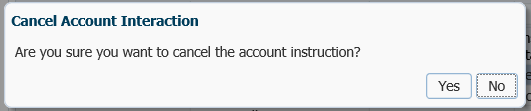 Cancel Account Interaction
Are you sure you want to cancel the account instruction?
Yes No